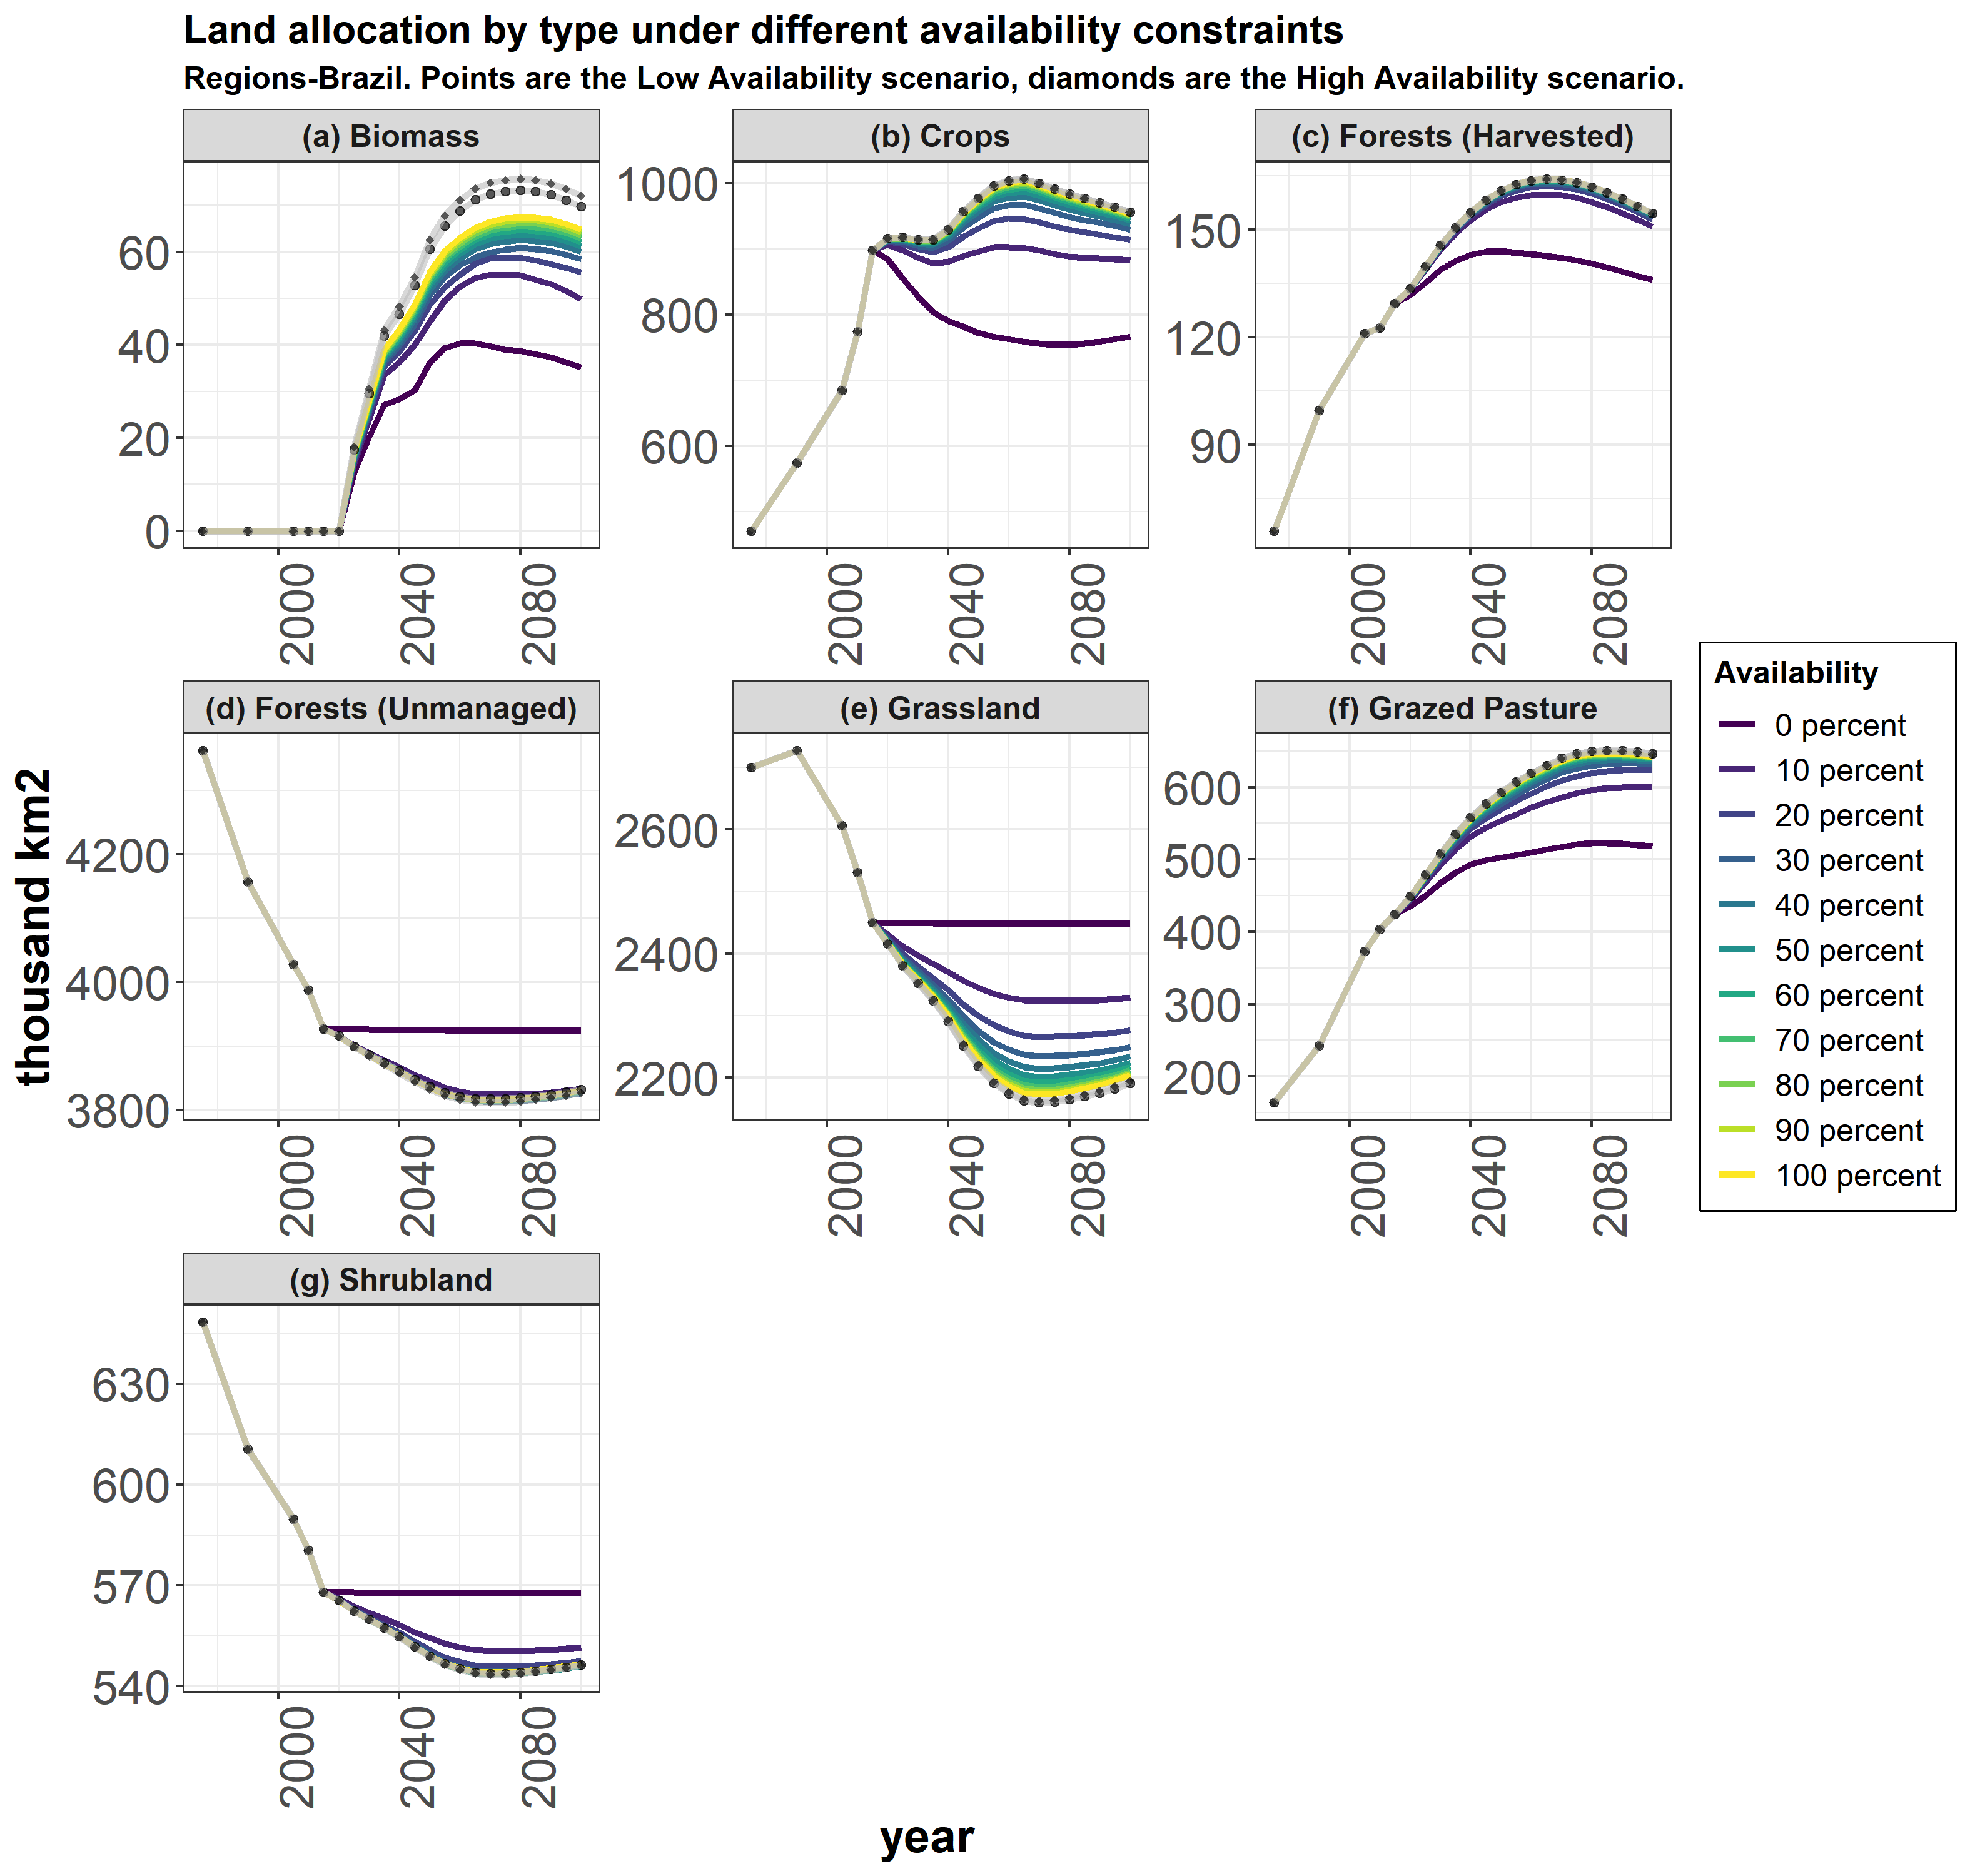 Land allocation by type under different availability constraints
Regions-Brazil. Points are the Low Availability scenario, diamonds are the High Availability scenario.
(a) Biomass
60
40
20
0
2000
2040
2080
(b) Crops
1000
800
600
2000
2040
2080
(c) Forests (Harvested)
150
120
90
2000
2040
2080
thousand km2
(d) Forests (Unmanaged)
4200
4000
3800
2000
2040
2080
(e) Grassland
2600
2400
2200
2000
2040
2080
(f) Grazed Pasture
600
500
400
300
200
2000
2040
2080
Availability
0 percent
10 percent
20 percent
30 percent
40 percent
50 percent
60 percent
70 percent
80 percent
90 percent
100 percent
(g) Shrubland
630
600
570
540
2000
2040
2080
year